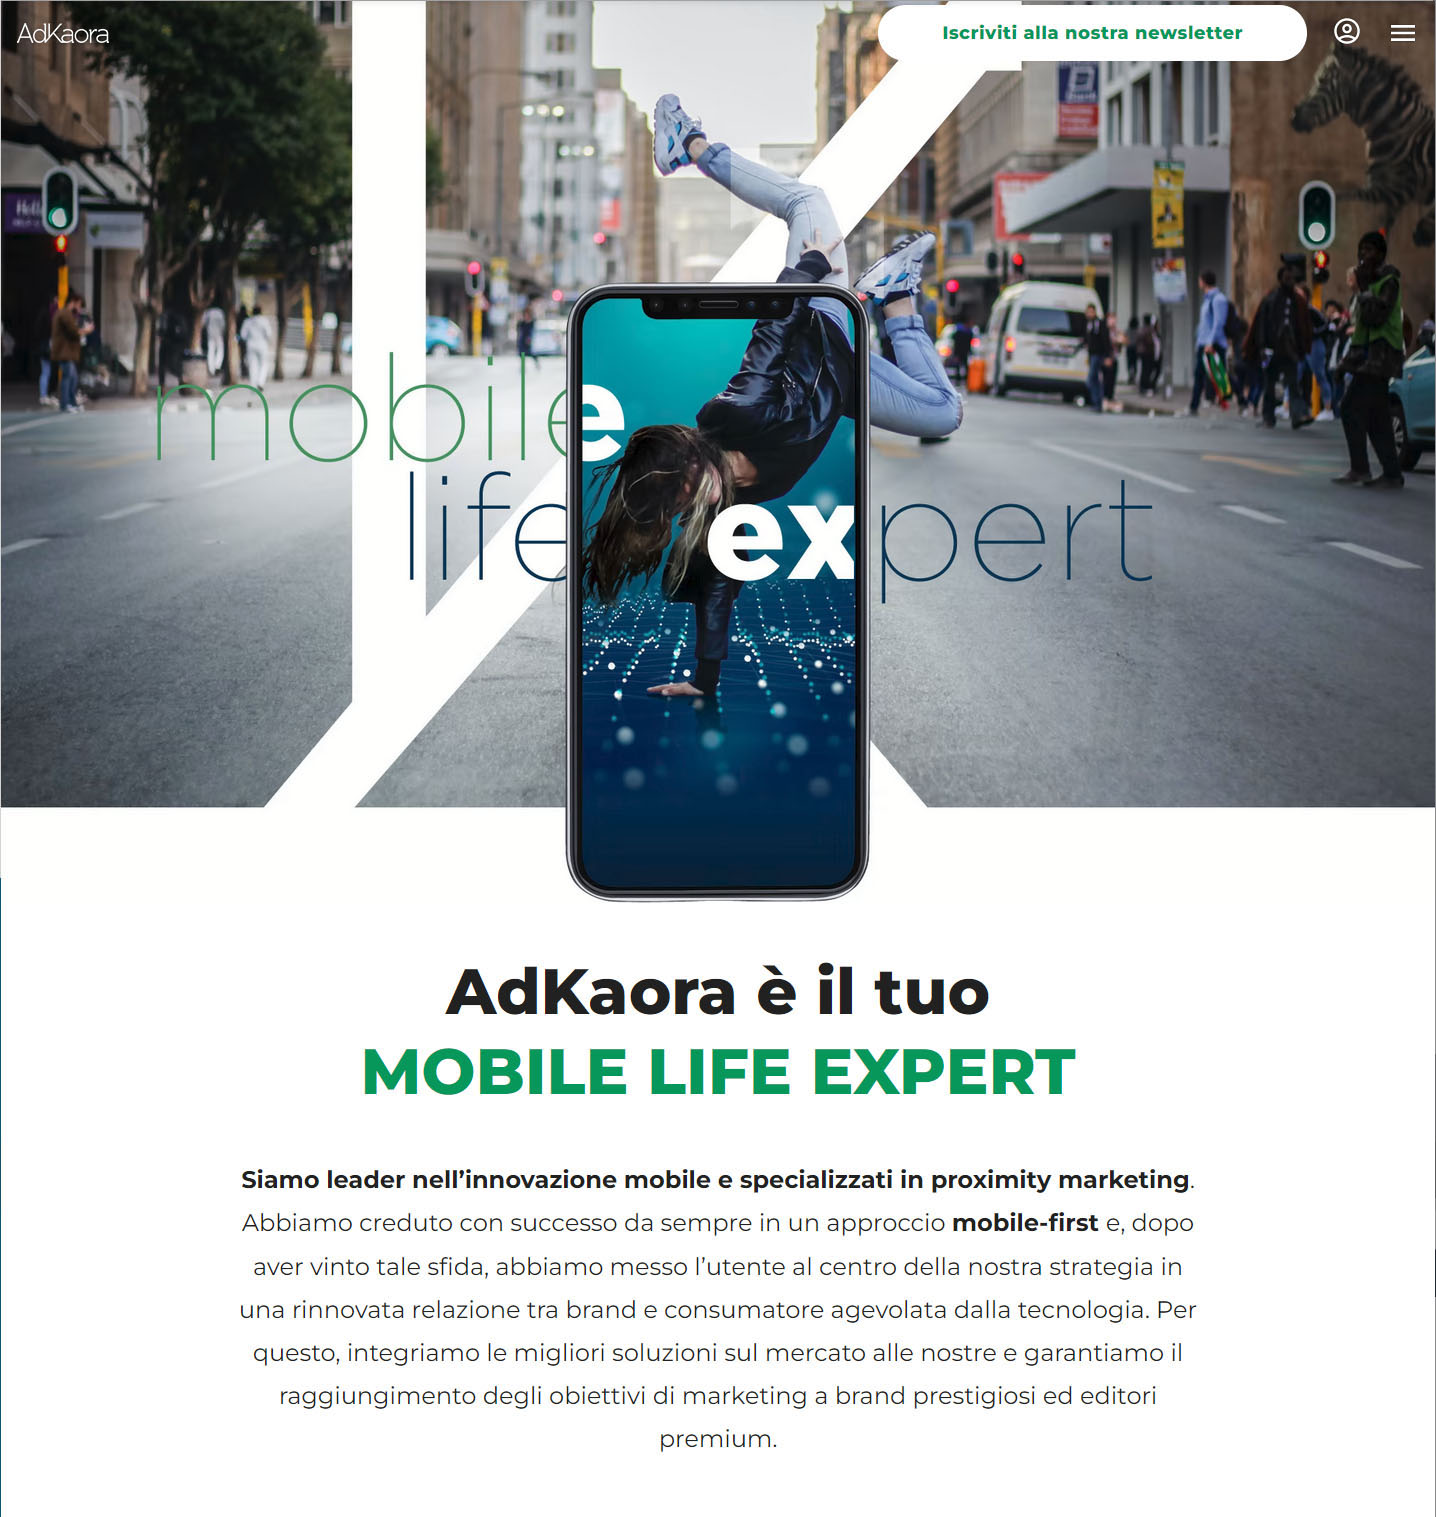 AdKaora
Iscriviti alla nostra newsletter
mobile
life expert
AdKaora è il tuo
MOBILE LIFE EXPERT
Siamo leader nell’innovazione mobile e specializzati in proximity marketing.
Abbiamo creduto con successo da sempre in un approccio mobile-first e, dopo
aver vinto tale sfida, abbiamo messo l’utente al centro della nostra strategia in
una rinnovata relazione tra brand e consumatore agevolata dalla tecnologia. Per
questo, integriamo le migliori soluzioni sul mercato alle nostre e garantiamo il
raggiungimento degli obiettivi di marketing a brand prestigiosi ed editori
premium.